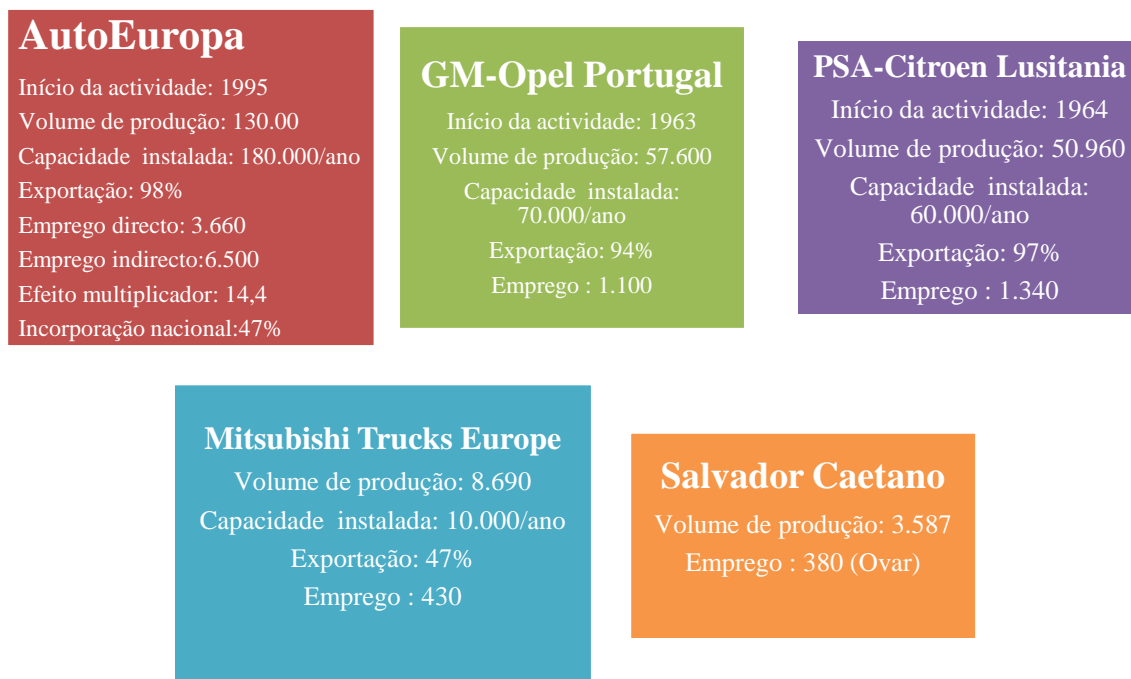 AutoEuropa
Início da actividade: 1995
Volume de produção: 130.00
Capacidade instalada: 180.000/ano
Exportação: 98%
Emprego directo: 3.660
Emprego indirecto:6.500
Efeito multiplicador: 14,4
Incorporação nacional:47%
GM-Opel Portugal
Início da actividade: 1963
Volume de produção: 57.600
Capacidade instalada:
70.000/ano
Exportação: 94%
Emprego : 1.100
PSA-Citroen Lusitania
Início da actividade: 1964
Volume de produção: 50.960
Capacidade instalada:
60.000/ano
Exportação: 97%
Emprego : 1.340
Mitsubishi Trucks Europe
Volume de produção: 8.690
Capacidade instalada: 10.000/ano
Exportação: 47%
Emprego : 430
Salvador Caetano
Volume de produção: 3.587
Emprego : 380 (Ovar)